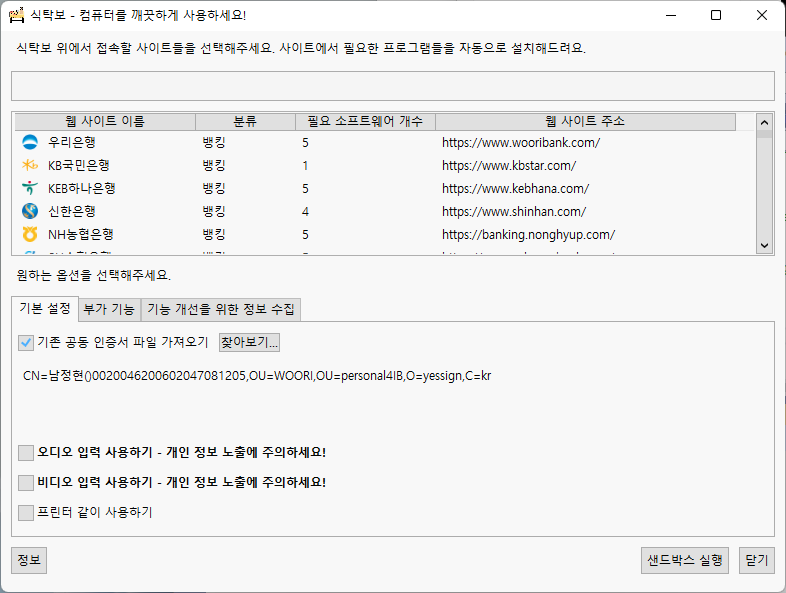 식탁보 - 컴퓨터를 깨끗하게 사용하세요!
식탁보 위에서 접속할 사이트들을 선택해주세요. 사이트에서 필요한 프로그램들을 자동으로 설치해드려요.
웹 사이트 이름 분류 필요 소프트웨어 개수 웹 사이트 주소
우리은행 뱅킹 5 https://www.wooribank.com/
KB국민은행 뱅킹 1 https://www.kbstar.com/
KEB하나은행 뱅킹 5 https://www.kebhana.com/
신한은행 뱅킹 4 https://www.shinhan.com/
NH농협은행 뱅킹 5 https://banking.nonghyup.com/
원하는 옵션을 선택해주세요.
기본 설정 부가 기능 기능 개선을 위한 정보 수집
기존 공동 인증서 파일 가져오기 찾아보기...
CN=남정현()0020046200602047081205,OU=WOORI,OU=personal4IB,O=yessign,C=kr
오디오 입력 사용하기 - 개인 정보 노출에 주의하세요!
비디오 입력 사용하기 - 개인 정보 노출에 주의하세요!
프린터 같이 사용하기
정보 샌드박스 실행 닫기